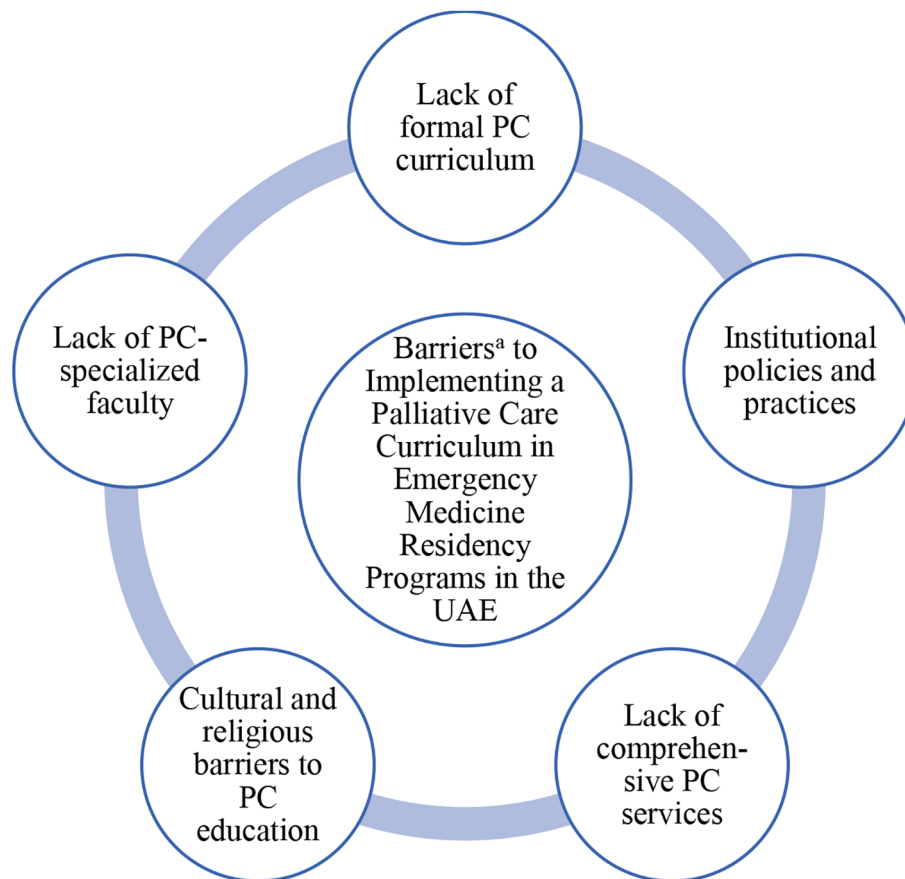 Lack of
formal PC
curriculum
Lack of PC-
specialized
faculty
Barriersᵃ to
Implementing a
Palliative Care
Curriculum in
Emergency
Medicine
Residency
Programs in the
UAE
Institutional
policies and
practices
Cultural and
religious
barriers to
PC
education
Lack of
comprehen-
sive PC
services